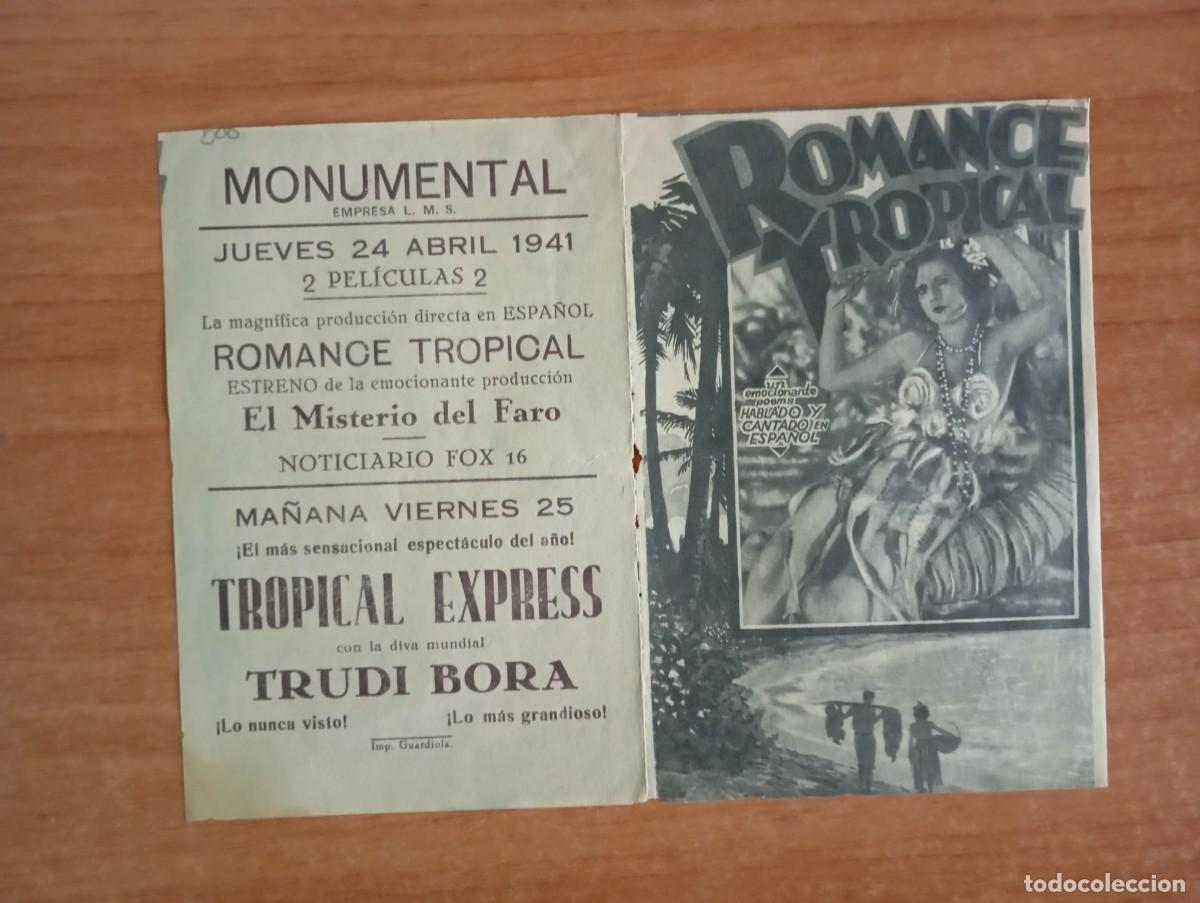 MONUMENTAL
EMPRESA L. M. S.
JUEVES 24 ABRIL 1941
2 PELÍCULAS 2
La magnífica producción directa en ESPAÑOL
ROMANCE TROPICAL
ESTRENO de la emocionante producción
El Misterio del Faro
NOTICIARIO FOX 16
MAÑANA VIERNES 25
¡El más sensacional espectáculo del año!
TROPICAL EXPRESS
con la diva mundial
TRUDI BORA
¡Lo nunca visto! ¡Lo más grandioso!
Imp. Guardiola.
ROMANCE
TROPICAL
un
emocionante
poema
HABLADO Y
CANTADO EN
ESPAÑOL
todocoleccion